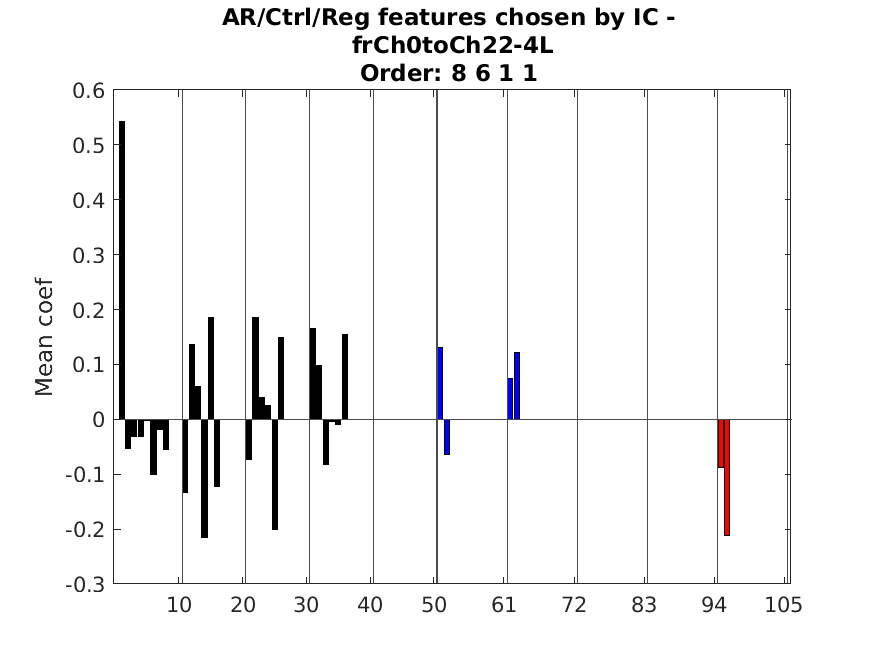 AR/Ctrl/Reg features chosen by IC -
frCh0toCh22-4L
Order: 8 6 1 1
Mean coef
0.6
0.5
0.4
0.3
0.2
0.1
0
-0.1
-0.2
-0.3
10 20 30 40 50 61 72 83 94 105